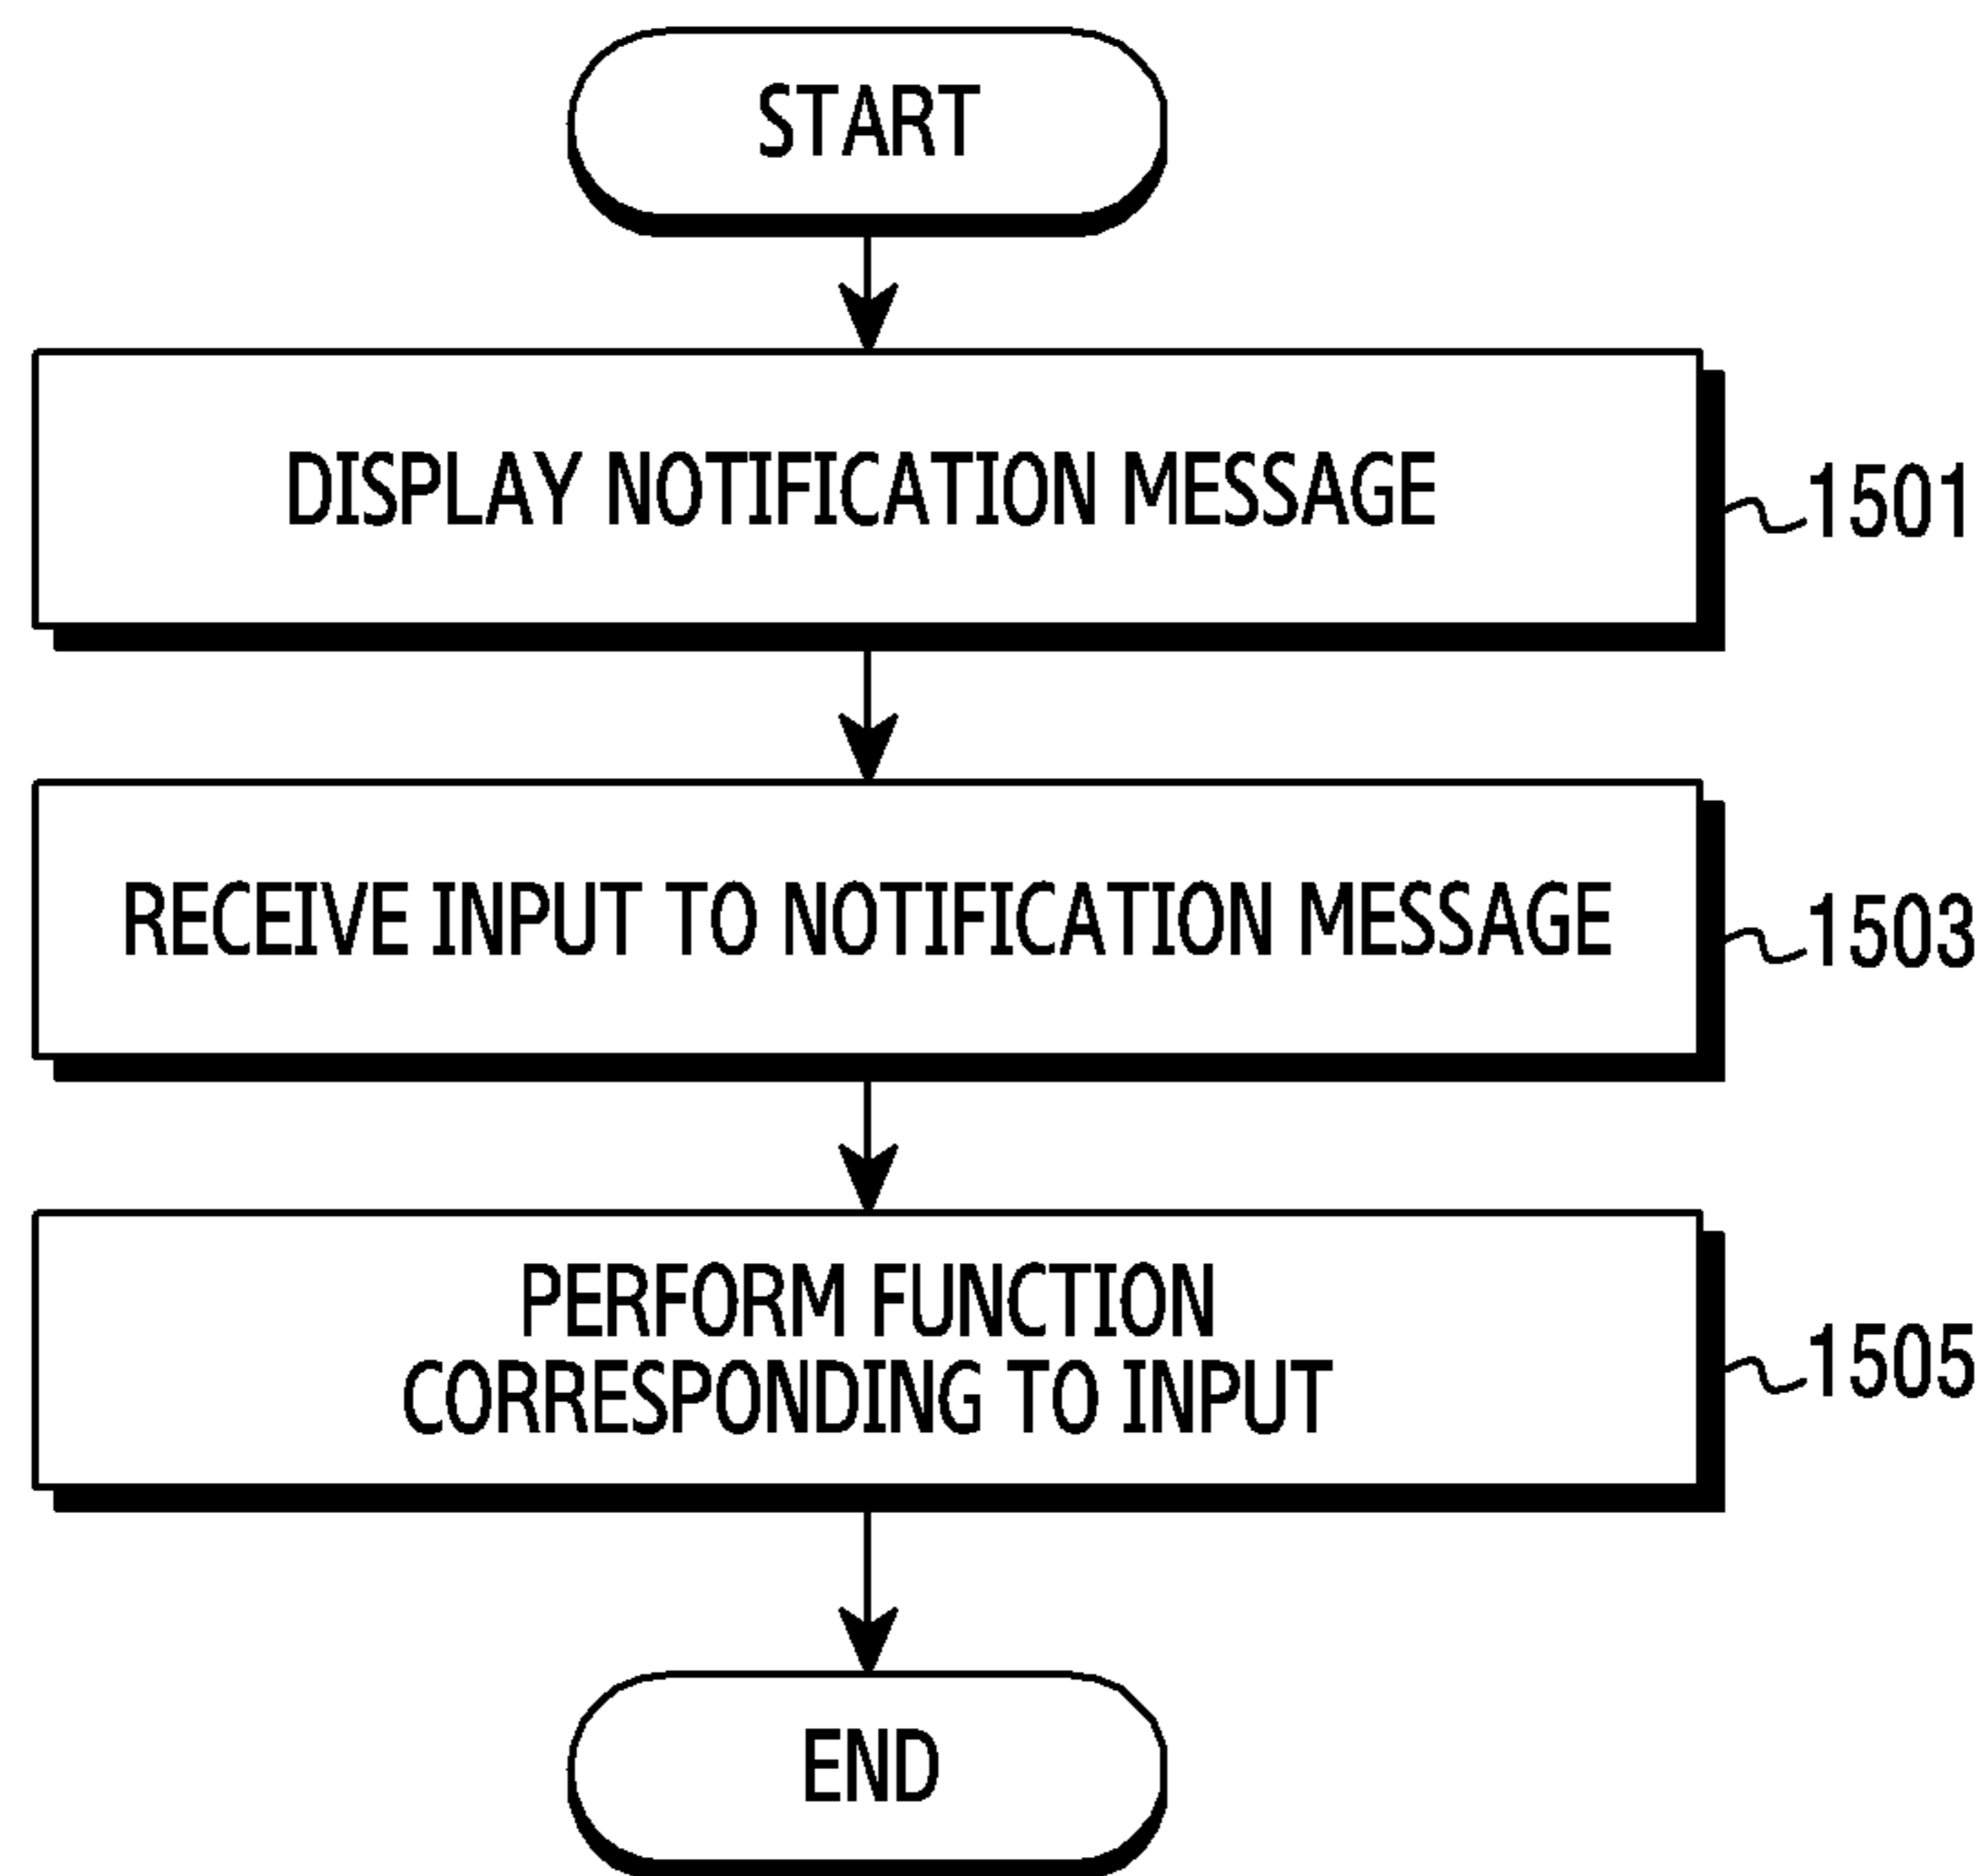 START
DISPLAY NOTIFICATION MESSAGE
1501
RECEIVE INPUT TO NOTIFICATION MESSAGE
1503
PERFORM FUNCTION
CORRESPONDING TO INPUT
1505
END